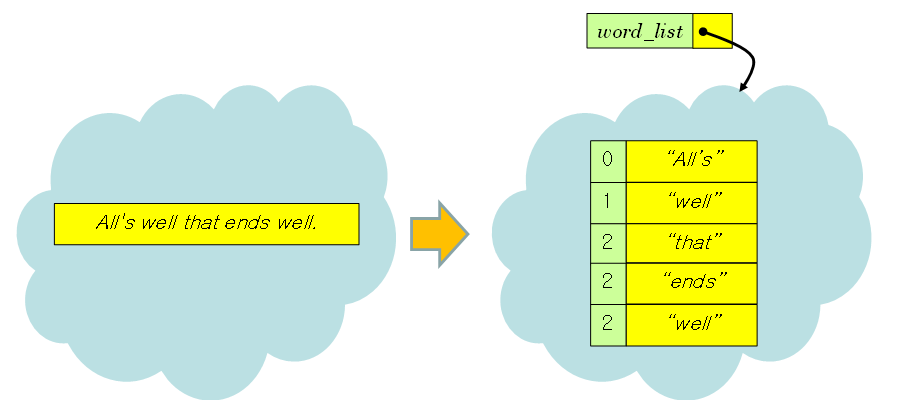 word_list
All's well that ends well.
0 “All’s”
1 “well”
2 “that”
2 “ends”
2 “well”